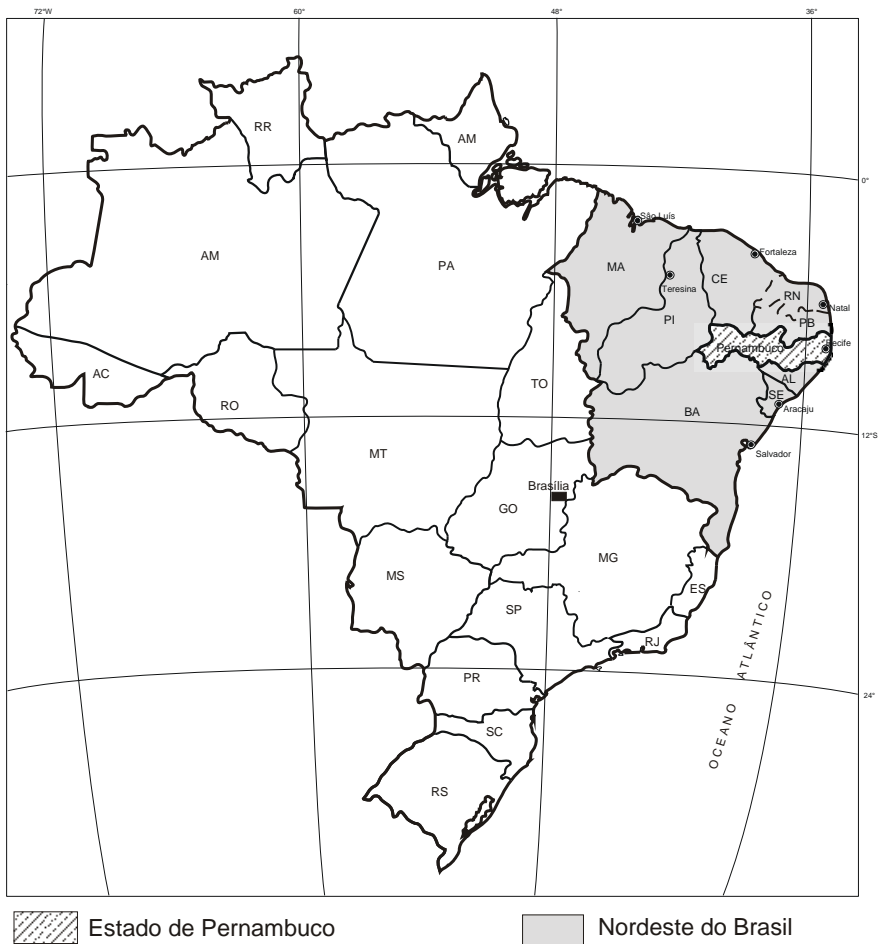 72°W
60°
48°
36°
RR
AM
0°
São Luís
AM
PA
MA
Fortaleza
CE
Teresina
RN
Natal
PI
PB
Pernambuco
Recife
AC
TO
AL
RO
SE
BA
Aracaju
12°S
MT
Salvador
Brasília
GO
MG
MS
ES
SP
RJ
PR
24°
SC
OCEANO ATLÂNTICO
RS
Estado de Pernambuco
Nordeste do Brasil